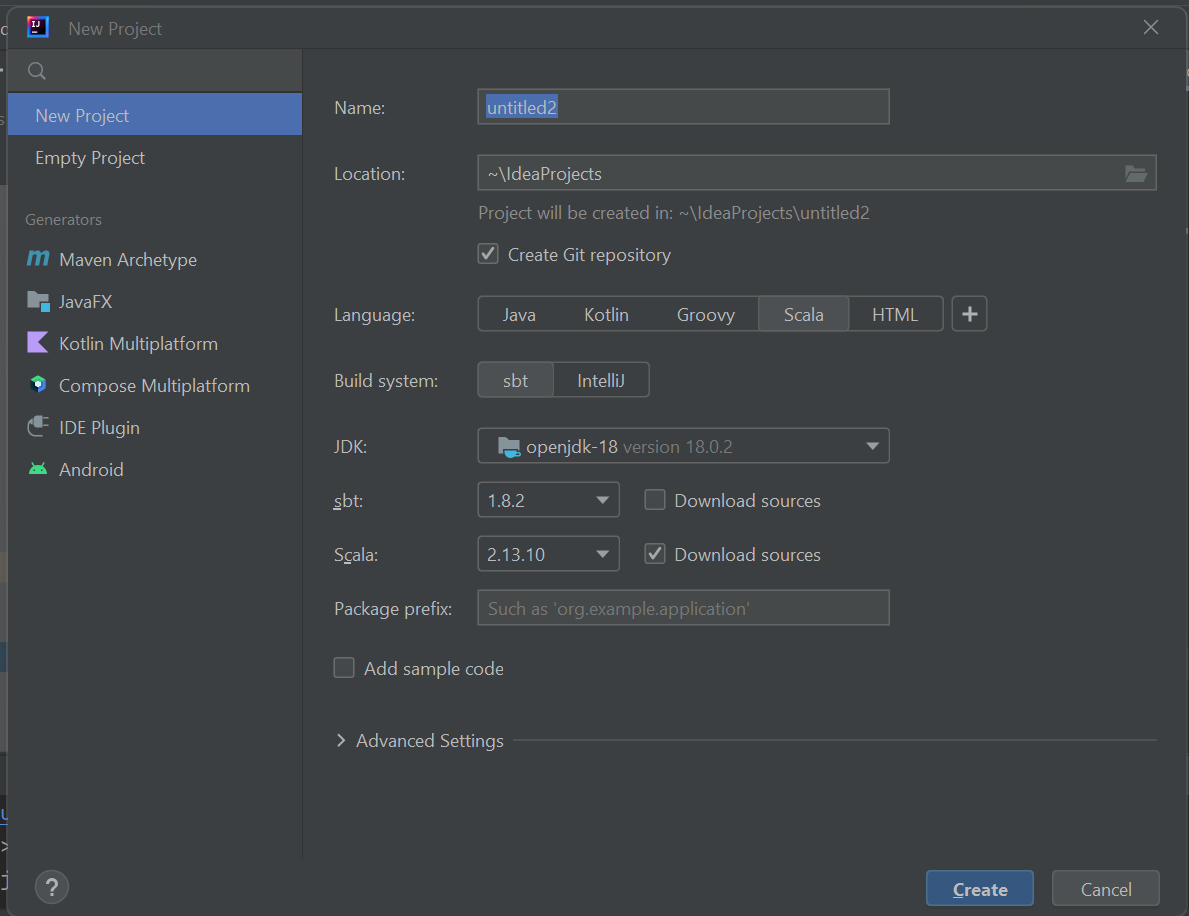 New Project
New Project
Empty Project
Generators
Maven Archetype
JavaFX
Kotlin Multiplatform
Compose Multiplatform
IDE Plugin
Android
Name: untitled2
Location: ~\IdeaProjects
Project will be created in: ~\IdeaProjects\untitled2
Create Git repository
Language: Java Kotlin Groovy Scala HTML +
Build system: sbt IntelliJ
JDK: openjdk-18 version 18.0.2
sbt: 1.8.2 Download sources
Scala: 2.13.10 Download sources
Package prefix: Such as 'org.example.application'
Add sample code
Advanced Settings
? Create Cancel